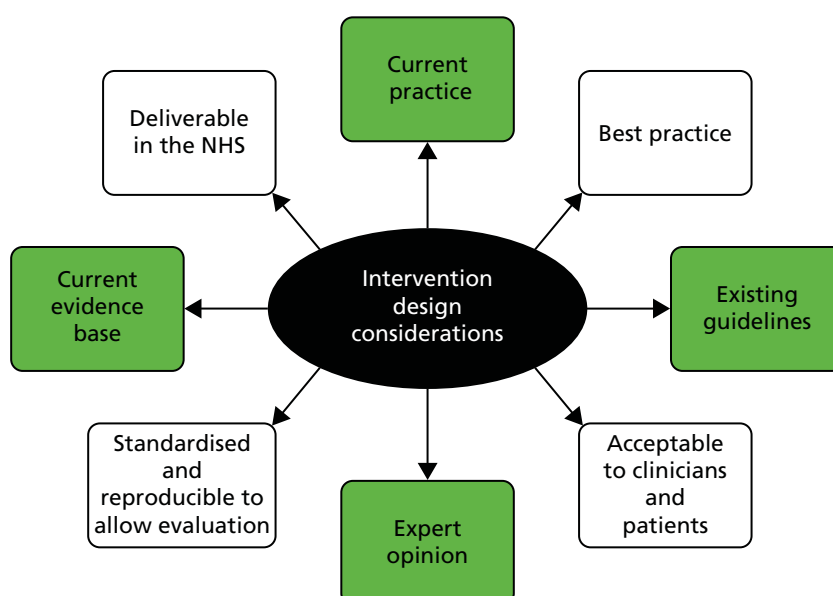 Current
practice
Deliverable
in the NHS
Best practice
Current
evidence
base
Intervention
design
considerations
Existing
guidelines
Standardised
and
reproducible to
allow evaluation
Expert
opinion
Acceptable
to clinicians
and
patients